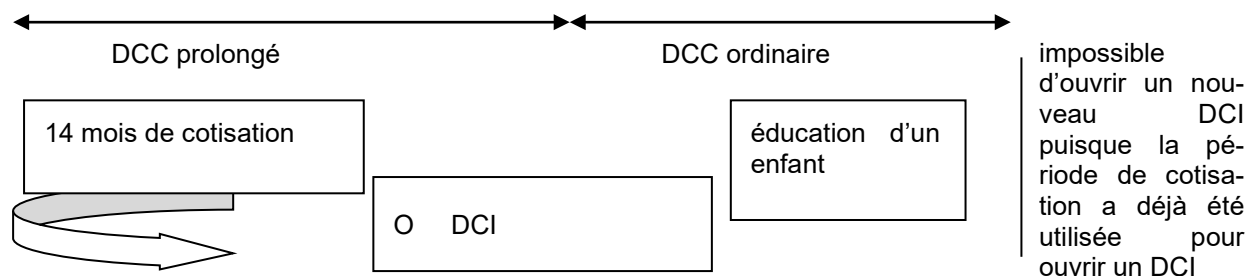 DCC prolongé
DCC ordinaire
14 mois de cotisation
O DCI
éducation d'un
enfant
impossible
d'ouvrir un nou-
veau DCI
puisque la pé-
riode de cotisa-
tion a déjà été
utilisée pour
ouvrir un DCI